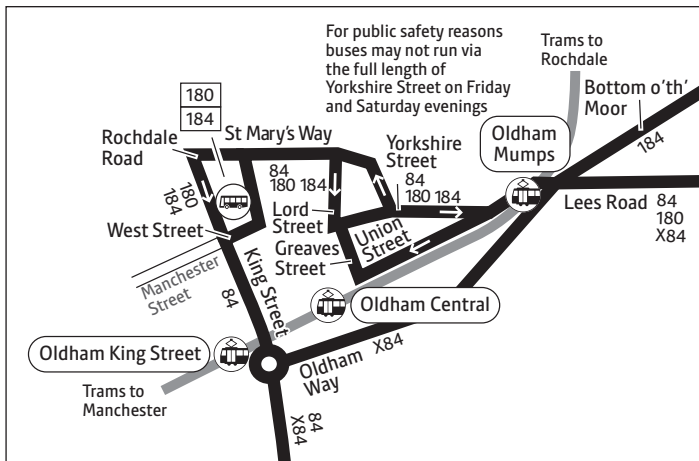 For public safety reasons
buses may not run via
the full length of
Yorkshire Street on Friday
and Saturday evenings
Trams to
Rochdale
Bottom o'th'
Moor
184
180
184
St Mary's Way
Rochdale
Road
Yorkshire
Street
Oldham
Mumps
84
180 184
84
180 184
180
184
Lord
Street
Lees Road
84
180
X84
West Street
Union
Street
Greaves
Street
Manchester
Street
King Street
84
Oldham Central
Oldham King Street
X84
Oldham
Way
Trams to
Manchester
84
X84